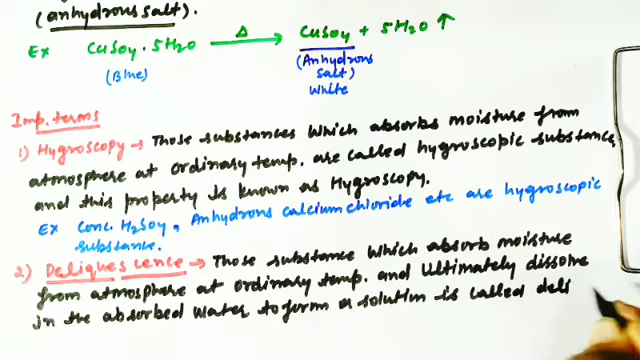 (anhydrous salt).
Ex CuSO4 . 5H2O Δ→ CuSO4 + 5H2O ↑
(Blue) (Anhydrous
Salt)
White
Imp. terms
1) Hygroscopy → Those substances which absorbs moisture from
atmosphere at ordinary temp. are called hygroscopic substance,
and this property is known as Hygroscopy.
Ex Conc. H2SO4, Anhydrous calcium chloride etc are hygroscopic
substance.
2) Deliquescence → Those substance which absorb moisture
from atmosphere at ordinary temp. and Ultimately dissolve
in the absorbed water to form a solution is called deli